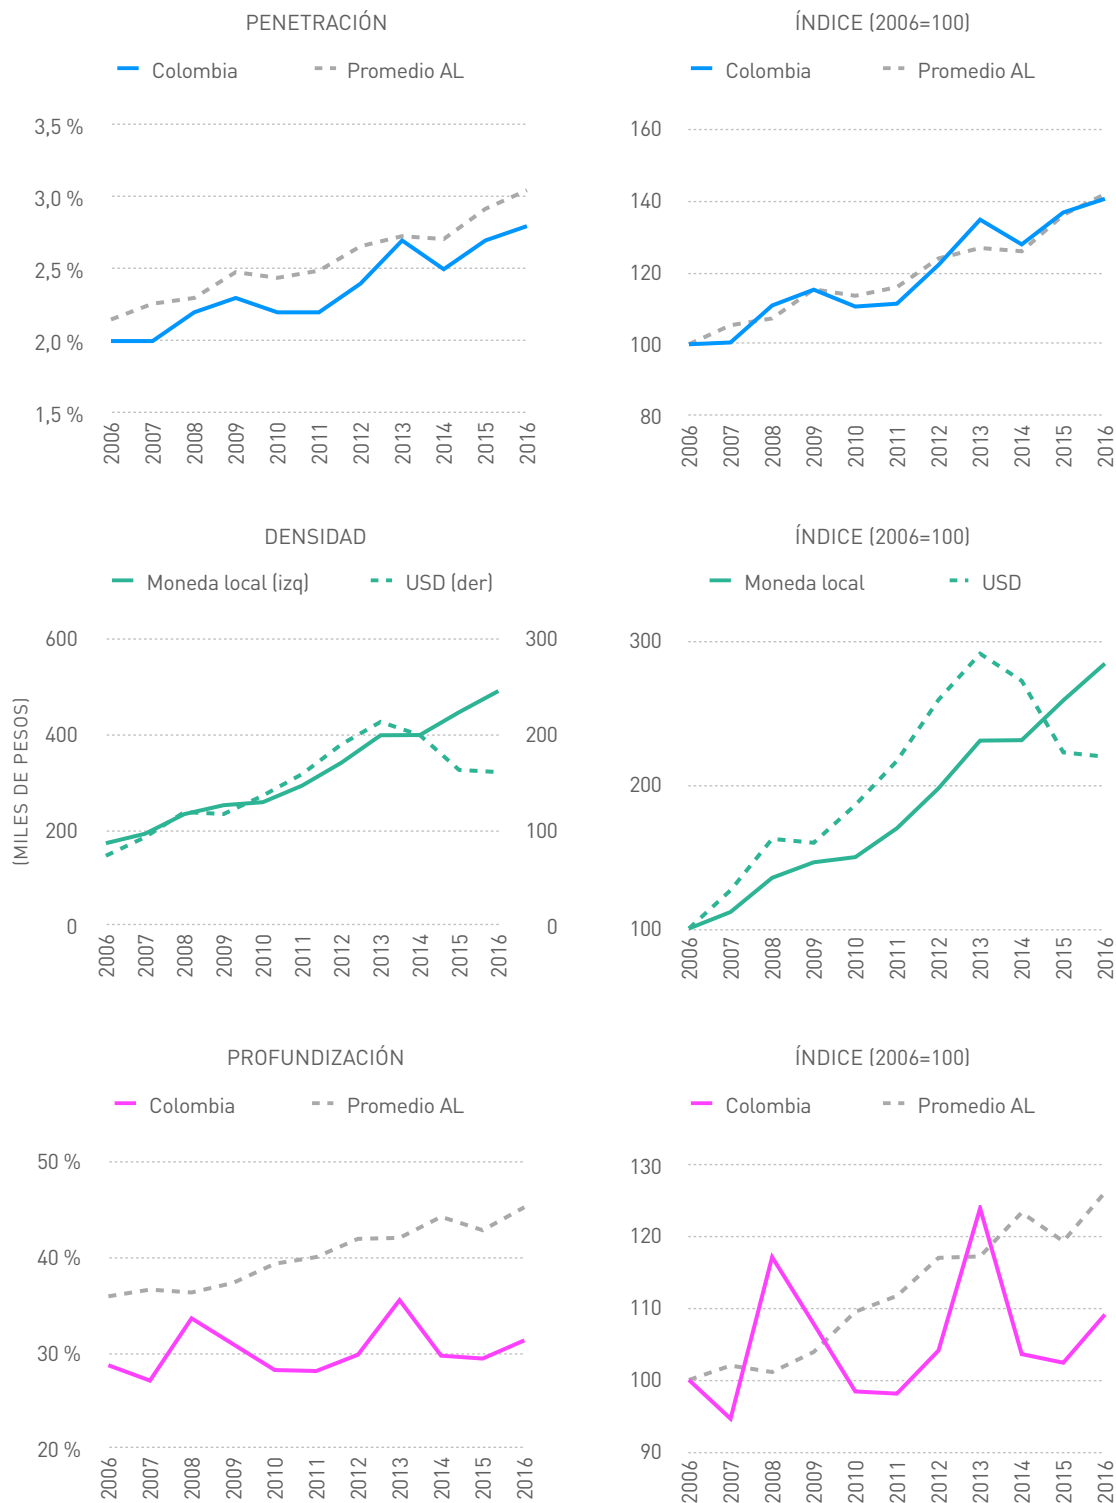 PENETRACIÓN
Colombia Promedio AL
3,5 %
3,0 %
2,5 %
2,0 %
1,5 %
2006 2007 2008 2009 2010 2011 2012 2013 2014 2015 2016
ÍNDICE (2006=100)
Colombia Promedio AL
160
140
120
100
80
2006 2007 2008 2009 2010 2011 2012 2013 2014 2015 2016
DENSIDAD
Moneda local (izq) USD (der)
(MILES DE PESOS)
600 300
400 200
200 100
0 0
2006 2007 2008 2009 2010 2011 2012 2013 2014 2015 2016
ÍNDICE (2006=100)
Moneda local USD
300
200
100
2006 2007 2008 2009 2010 2011 2012 2013 2014 2015 2016
PROFUNDIZACIÓN
Colombia Promedio AL
50 %
40 %
30 %
20 %
2006 2007 2008 2009 2010 2011 2012 2013 2014 2015 2016
ÍNDICE (2006=100)
Colombia Promedio AL
130
120
110
100
90
2006 2007 2008 2009 2010 2011 2012 2013 2014 2015 2016